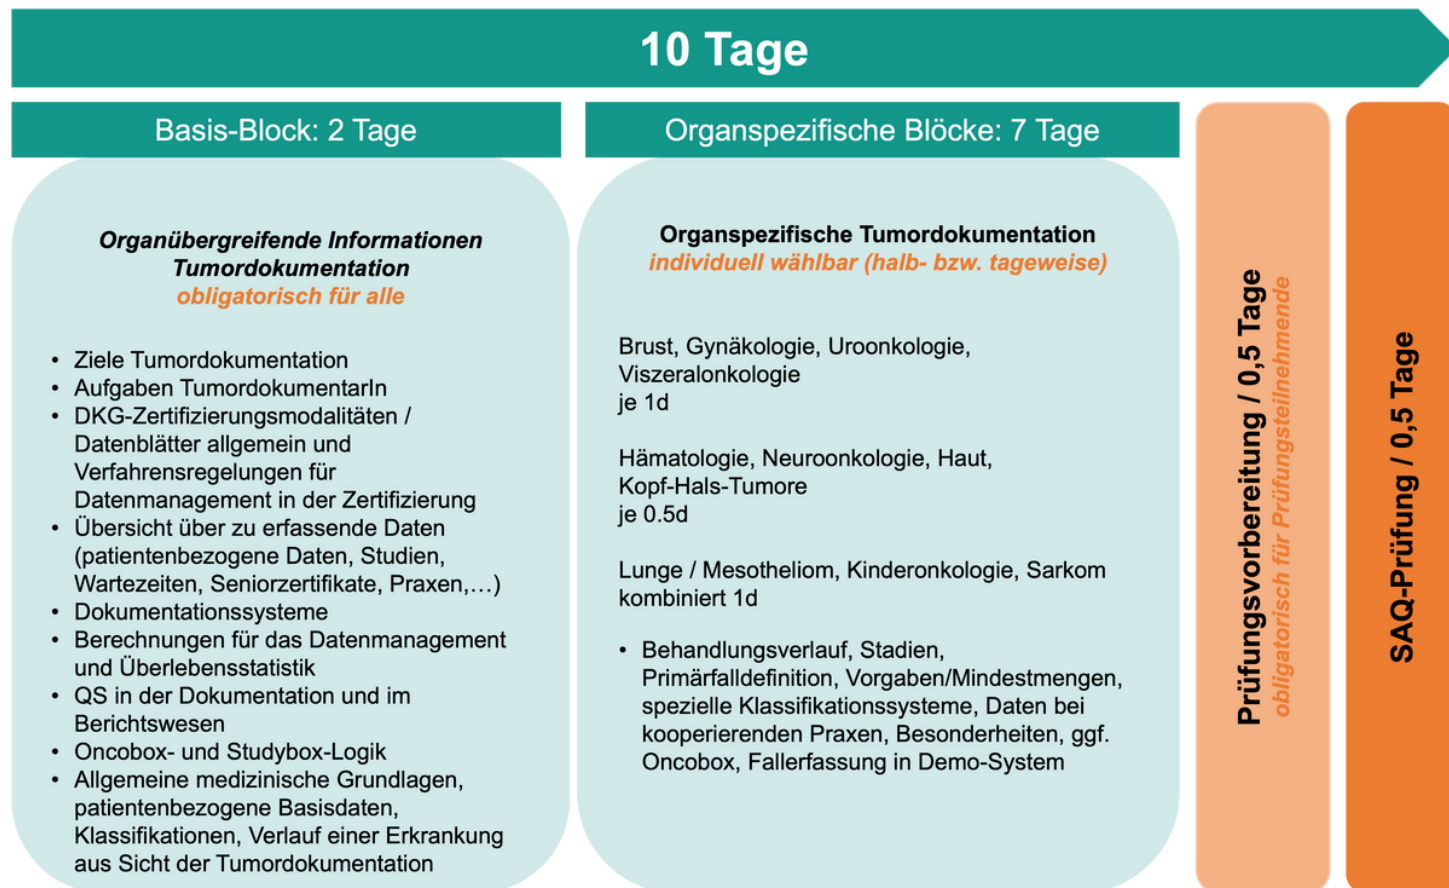 10 Tage
Basis-Block: 2 Tage
Organübergreifende Informationen
Tumordokumentation
obligatorisch für alle
• Ziele Tumordokumentation
• Aufgaben TumordokumentarIn
• DKG-Zertifizierungsmodalitäten /
Datenblätter allgemein und
Verfahrensregelungen für
Datenmanagement in der Zertifizierung
• Übersicht über zu erfassende Daten
(patientenbezogene Daten, Studien,
Wartezeiten, Seniorzertifikate, Praxen,…)
• Dokumentationssysteme
• Berechnungen für das Datenmanagement
und Überlebensstatistik
• QS in der Dokumentation und im
Berichtswesen
• Oncobox- und Studybox-Logik
• Allgemeine medizinische Grundlagen,
patientenbezogene Basisdaten,
Klassifikationen, Verlauf einer Erkrankung
aus Sicht der Tumordokumentation
Organspezifische Blöcke: 7 Tage
Organspezifische Tumordokumentation
individuell wählbar (halb- bzw. tageweise)
Brust, Gynäkologie, Uroonkologie,
Viszeralonkologie
je 1d
Hämatologie, Neuroonkologie, Haut,
Kopf-Hals-Tumore
je 0.5d
Lunge / Mesotheliom, Kinderonkologie, Sarkom
kombiniert 1d
• Behandlungsverlauf, Stadien,
Primärfalldefinition, Vorgaben/Mindestmengen,
spezielle Klassifikationssysteme, Daten bei
kooperierenden Praxen, Besonderheiten, ggf.
Oncobox, Fallerfassung in Demo-System
Prüfungsvorbereitung / 0,5 Tage
obligatorisch für Prüfungsteilnehmende
SAQ-Prüfung / 0,5 Tage